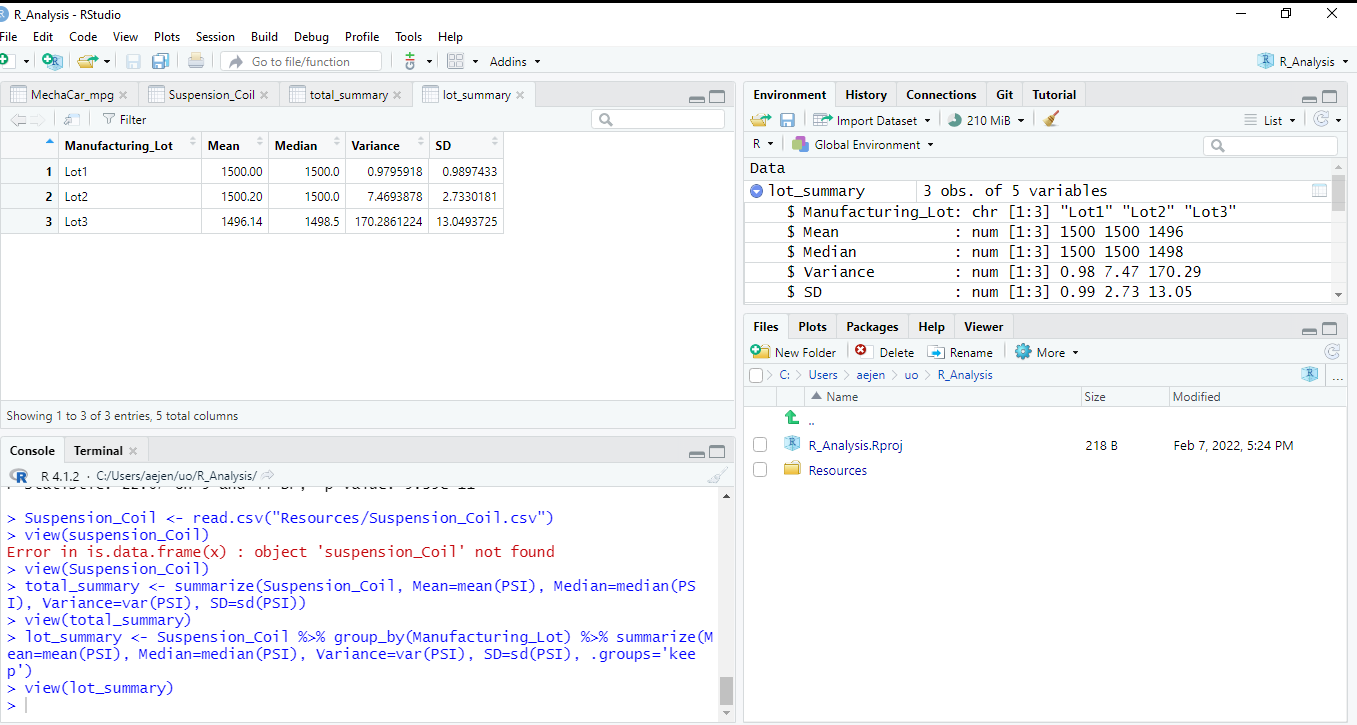 R_Analysis - RStudio
File Edit Code View Plots Session Build Debug Profile Tools Help
Go to file/function Addins R_Analysis
MechaCar_mpg Suspension_Coil total_summary lot_summary
Filter
Manufacturing_Lot Mean Median Variance SD
1 Lot1 1500.00 1500.0 0.9795918 0.9897433
2 Lot2 1500.20 1500.0 7.4693878 2.7330181
3 Lot3 1496.14 1498.5 170.2861224 13.0493725
Showing 1 to 3 of 3 entries, 5 total columns
Console Terminal
R 4.1.2 · C:/Users/aejen/uo/R_Analysis/
> Suspension_Coil <- read.csv("Resources/Suspension_Coil.csv")
> view(suspension_Coil)
Error in is.data.frame(x) : object 'suspension_Coil' not found
> view(Suspension_Coil)
> total_summary <- summarize(Suspension_Coil, Mean=mean(PSI), Median=median(PS
I), Variance=var(PSI), SD=sd(PSI))
> view(total_summary)
> lot_summary <- Suspension_Coil %>% group_by(Manufacturing_Lot) %>% summarize(M
ean=mean(PSI), Median=median(PSI), Variance=var(PSI), SD=sd(PSI), .groups='kee
p')
> view(lot_summary)
>
Environment History Connections Git Tutorial
Import Dataset 210 MiB List
R Global Environment
Data
lot_summary 3 obs. of 5 variables
$ Manufacturing_Lot: chr [1:3] "Lot1" "Lot2" "Lot3"
$ Mean : num [1:3] 1500 1500 1496
$ Median : num [1:3] 1500 1500 1498
$ Variance : num [1:3] 0.98 7.47 170.29
$ SD : num [1:3] 0.99 2.73 13.05
Files Plots Packages Help Viewer
New Folder Delete Rename More
C: Users aejen uo R_Analysis ...
Name Size Modified
..
R_Analysis.Rproj 218 B Feb 7, 2022, 5:24 PM
Resources